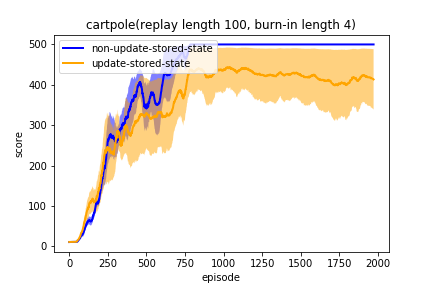 cartpole(replay length 100, burn-in length 4)
500
400
300
200
100
0
score
non-update-stored-state
update-stored-state
0 250 500 750 1000 1250 1500 1750 2000
episode